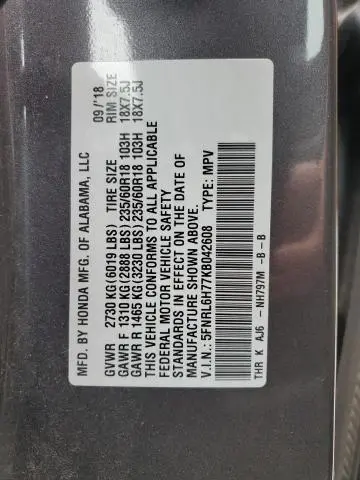 MFD. BY HONDA MFG. OF ALABAMA, LLC 09/'18
GVWR 2730 KG(6019 LBS) TIRE SIZE RIM SIZE
GAWR F 1310 KG(2888 LBS) 235/60R18 103H 18X7.5J
GAWR R 1465 KG(3230 LBS) 235/60R18 103H 18X7.5J
THIS VEHICLE CONFORMS TO ALL APPLICABLE
FEDERAL MOTOR VEHICLE SAFETY
STANDARDS IN EFFECT ON THE DATE OF
MANUFACTURE SHOWN ABOVE.
V.I.N.: 5FNRL6H77KB042608 TYPE: MPV
THR K AJ6 -NH797M -B -B